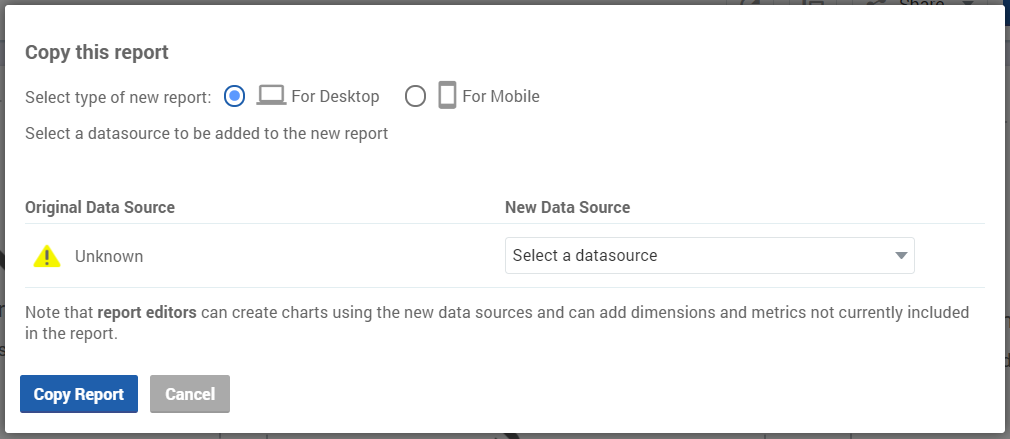 Share
Copy this report
Select type of new report: For Desktop For Mobile
Select a datasource to be added to the new report
Original Data Source New Data Source
Unknown Select a datasource
Note that report editors can create charts using the new data sources and can add dimensions and metrics not currently included
in the report.
Copy Report Cancel